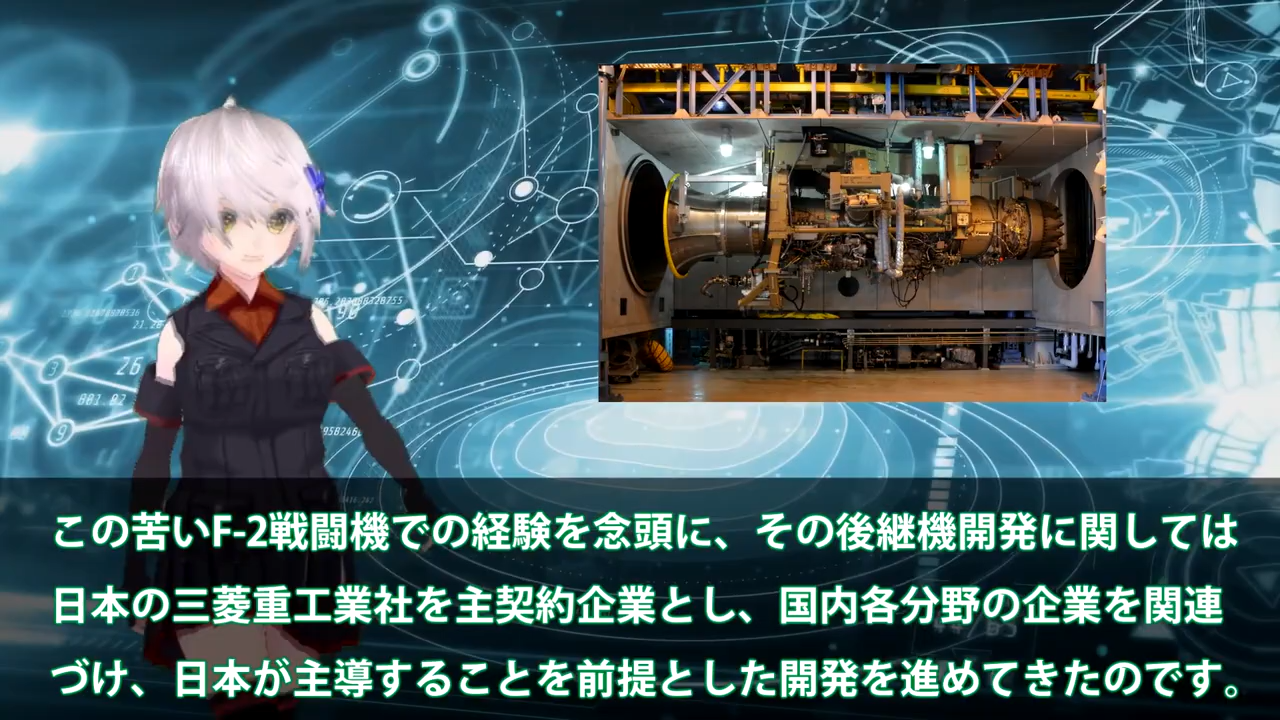 この苦いF-2戦闘機での経験を念頭に、その後継機開発に関しては
日本の三菱重工業社を主契約企業とし、国内各分野の企業を関連
づけ、日本が主導することを前提とした開発を進めてきたのです。
26
3
9